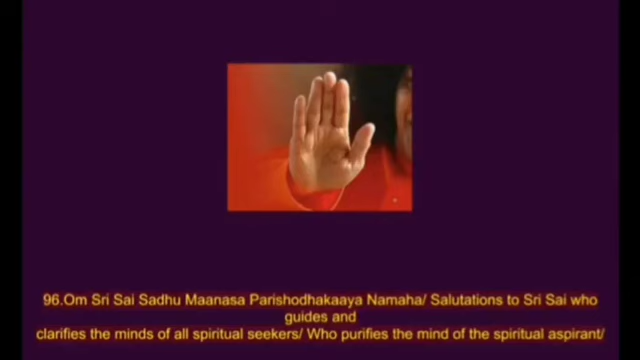 96.Om Sri Sai Sadhu Maanasa Parishodhakaaya Namaha/ Salutations to Sri Sai who
guides and
clarifies the minds of all spiritual seekers/ Who purifies the mind of the spiritual aspirant/